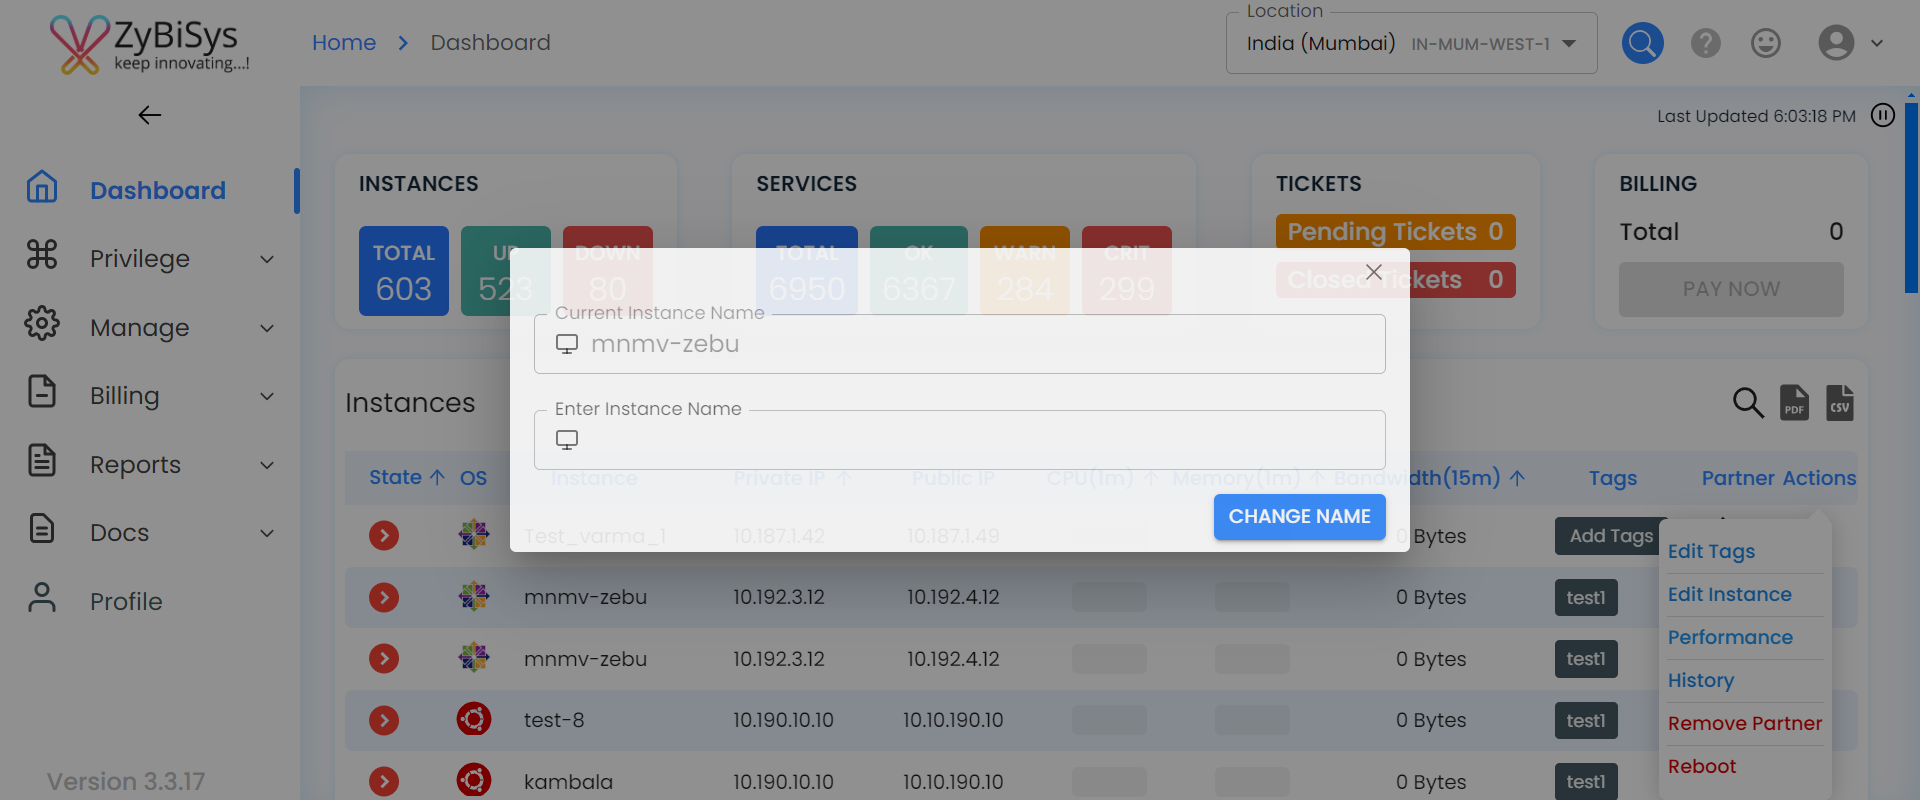 ZyBiSys
keep innovating...!
Home
Dashboard
Location
India (Mumbai) IN-MUM-WEST-1
Last Updated 6:03:18 PM
Dashboard
Privilege
Manage
Billing
Reports
Docs
Profile
Version 3.3.17
INSTANCES
TOTAL
603
UP
523
DOWN
80
SERVICES
TOTAL
6950
OK
6367
WARN
284
CRIT
299
TICKETS
Pending Tickets 0
Closed Tickets 0
BILLING
Total 0
PAY NOW
Current Instance Name
mnmv-zebu
Enter Instance Name
CHANGE NAME
Instances
PDF
CSV
State OS Instance Private IP Public IP CPU(1m) Memory(1m) Bandwidth(15m) Tags Partner Actions
Test_varma_1 10.187.1.42 10.187.1.49 0 Bytes Add Tags
mnmv-zebu 10.192.3.12 10.192.4.12 0 Bytes test1
mnmv-zebu 10.192.3.12 10.192.4.12 0 Bytes test1
test-8 10.190.10.10 10.10.190.10 0 Bytes test1
kambala 10.190.10.10 10.10.190.10 0 Bytes test1
Edit Tags
Edit Instance
Performance
History
Remove Partner
Reboot